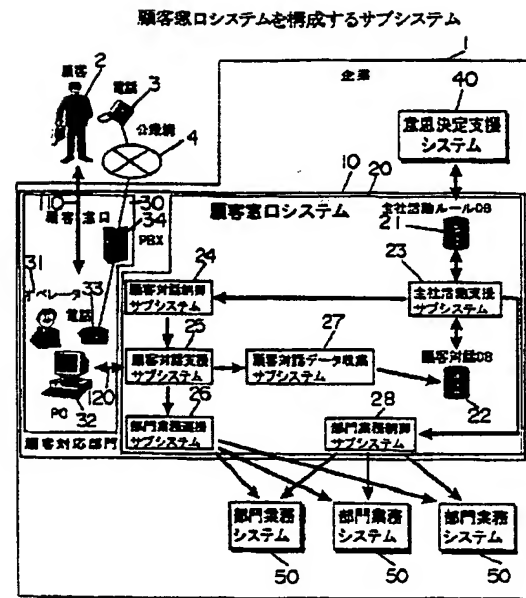 顧客窓口システムを構成するサブシステム
1
企業
顧客
2
電話
3
公衆網
4
40
意思決定支援
システム
10
20
110
30
顧客窓口
34
PBX
顧客窓口システム
全社活動ルールDB
21
31
オペレータ
33
電話
24
顧客対話制御
サブシステム
23
全社活動支援
サブシステム
25
顧客対話支援
サブシステム
27
顧客対話データ収集
サブシステム
顧客対話DB
22
120
PC
32
26
部門業務連携
サブシステム
28
部門業務制御
サブシステム
顧客対応部門
部門業務
システム
50
部門業務
システム
50
部門業務
システム
50